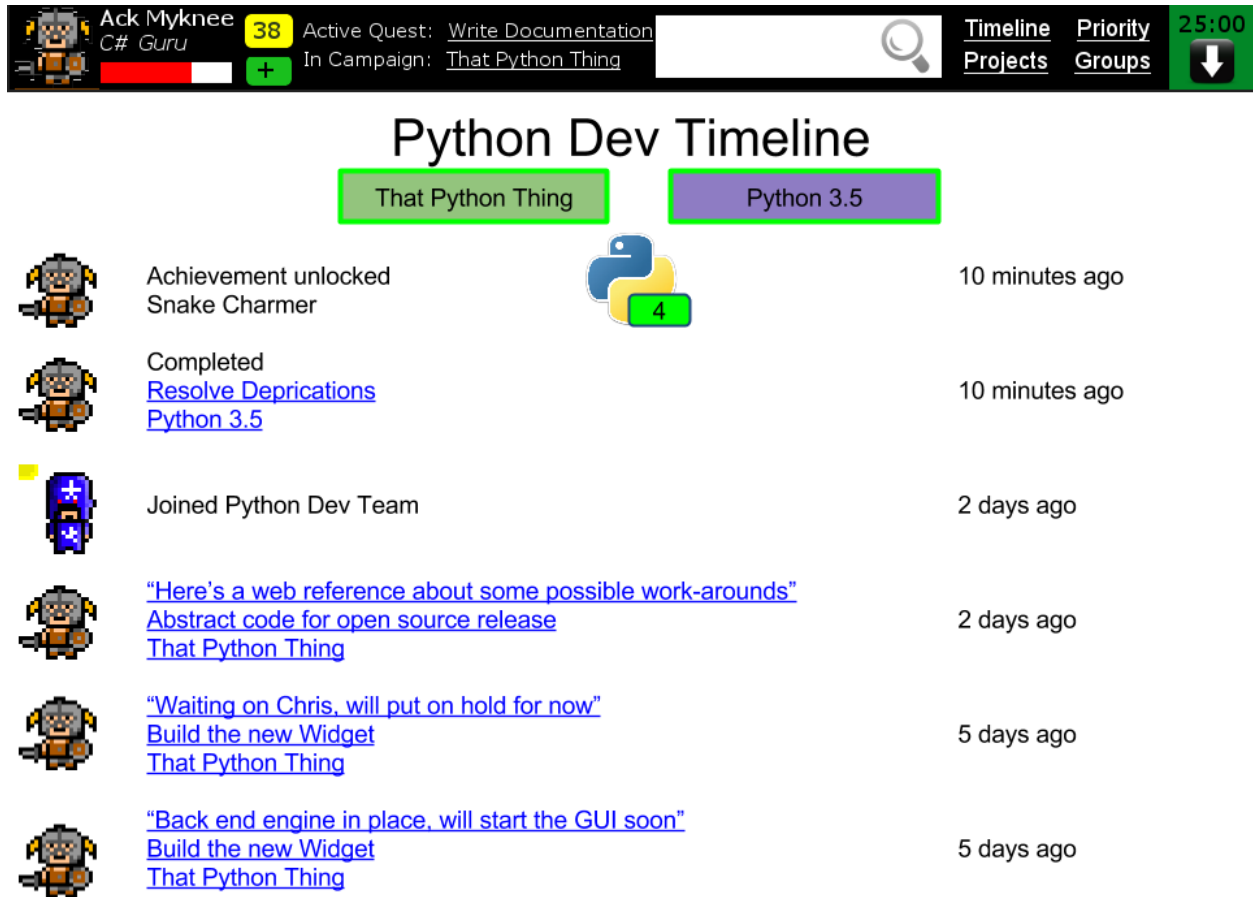 Ack Myknee
C# Guru
38
+
Active Quest: Write Documentation
In Campaign: That Python Thing
Timeline Priority
Projects Groups
25:00
Python Dev Timeline
That Python Thing
Python 3.5
Achievement unlocked
Snake Charmer
4
10 minutes ago
Completed
Resolve Deprications
Python 3.5
10 minutes ago
Joined Python Dev Team
2 days ago
“Here’s a web reference about some possible work-arounds”
Abstract code for open source release
That Python Thing
2 days ago
“Waiting on Chris, will put on hold for now”
Build the new Widget
That Python Thing
5 days ago
“Back end engine in place, will start the GUI soon”
Build the new Widget
That Python Thing
5 days ago